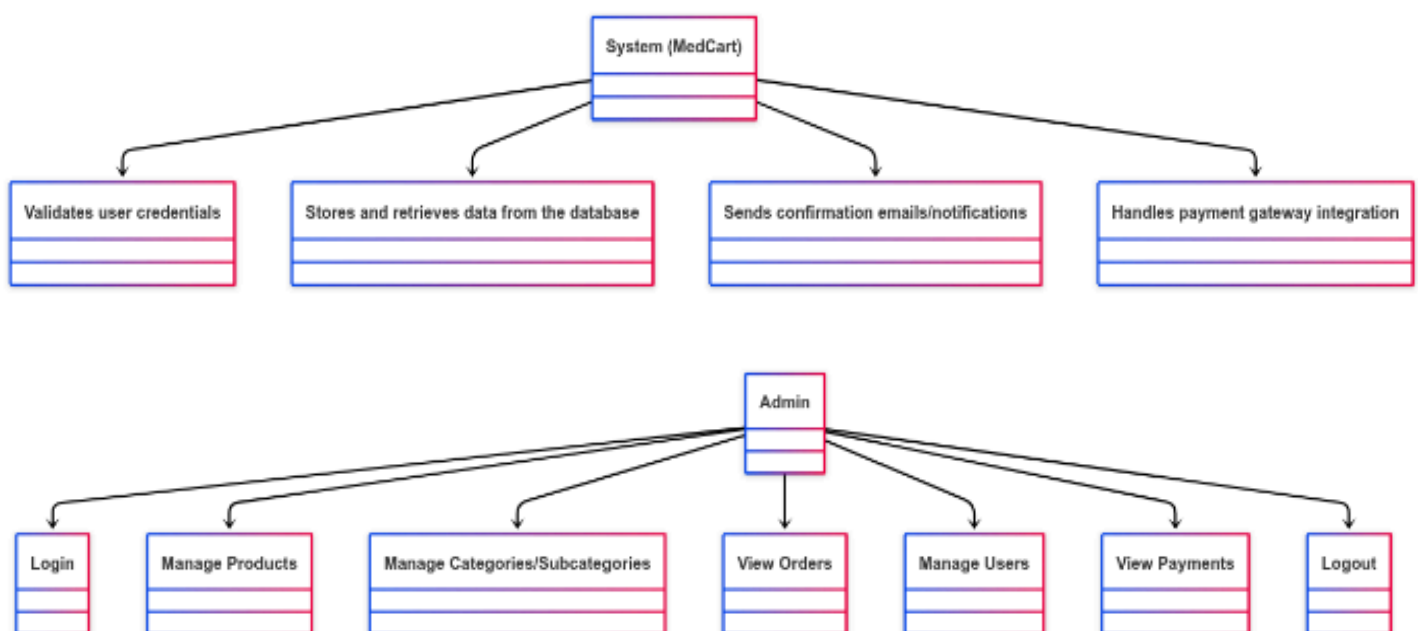 System (MedCart)
Validates user credentials
Stores and retrieves data from the database
Sends confirmation emails/notifications
Handles payment gateway integration
Admin
Login
Manage Products
Manage Categories/Subcategories
View Orders
Manage Users
View Payments
Logout